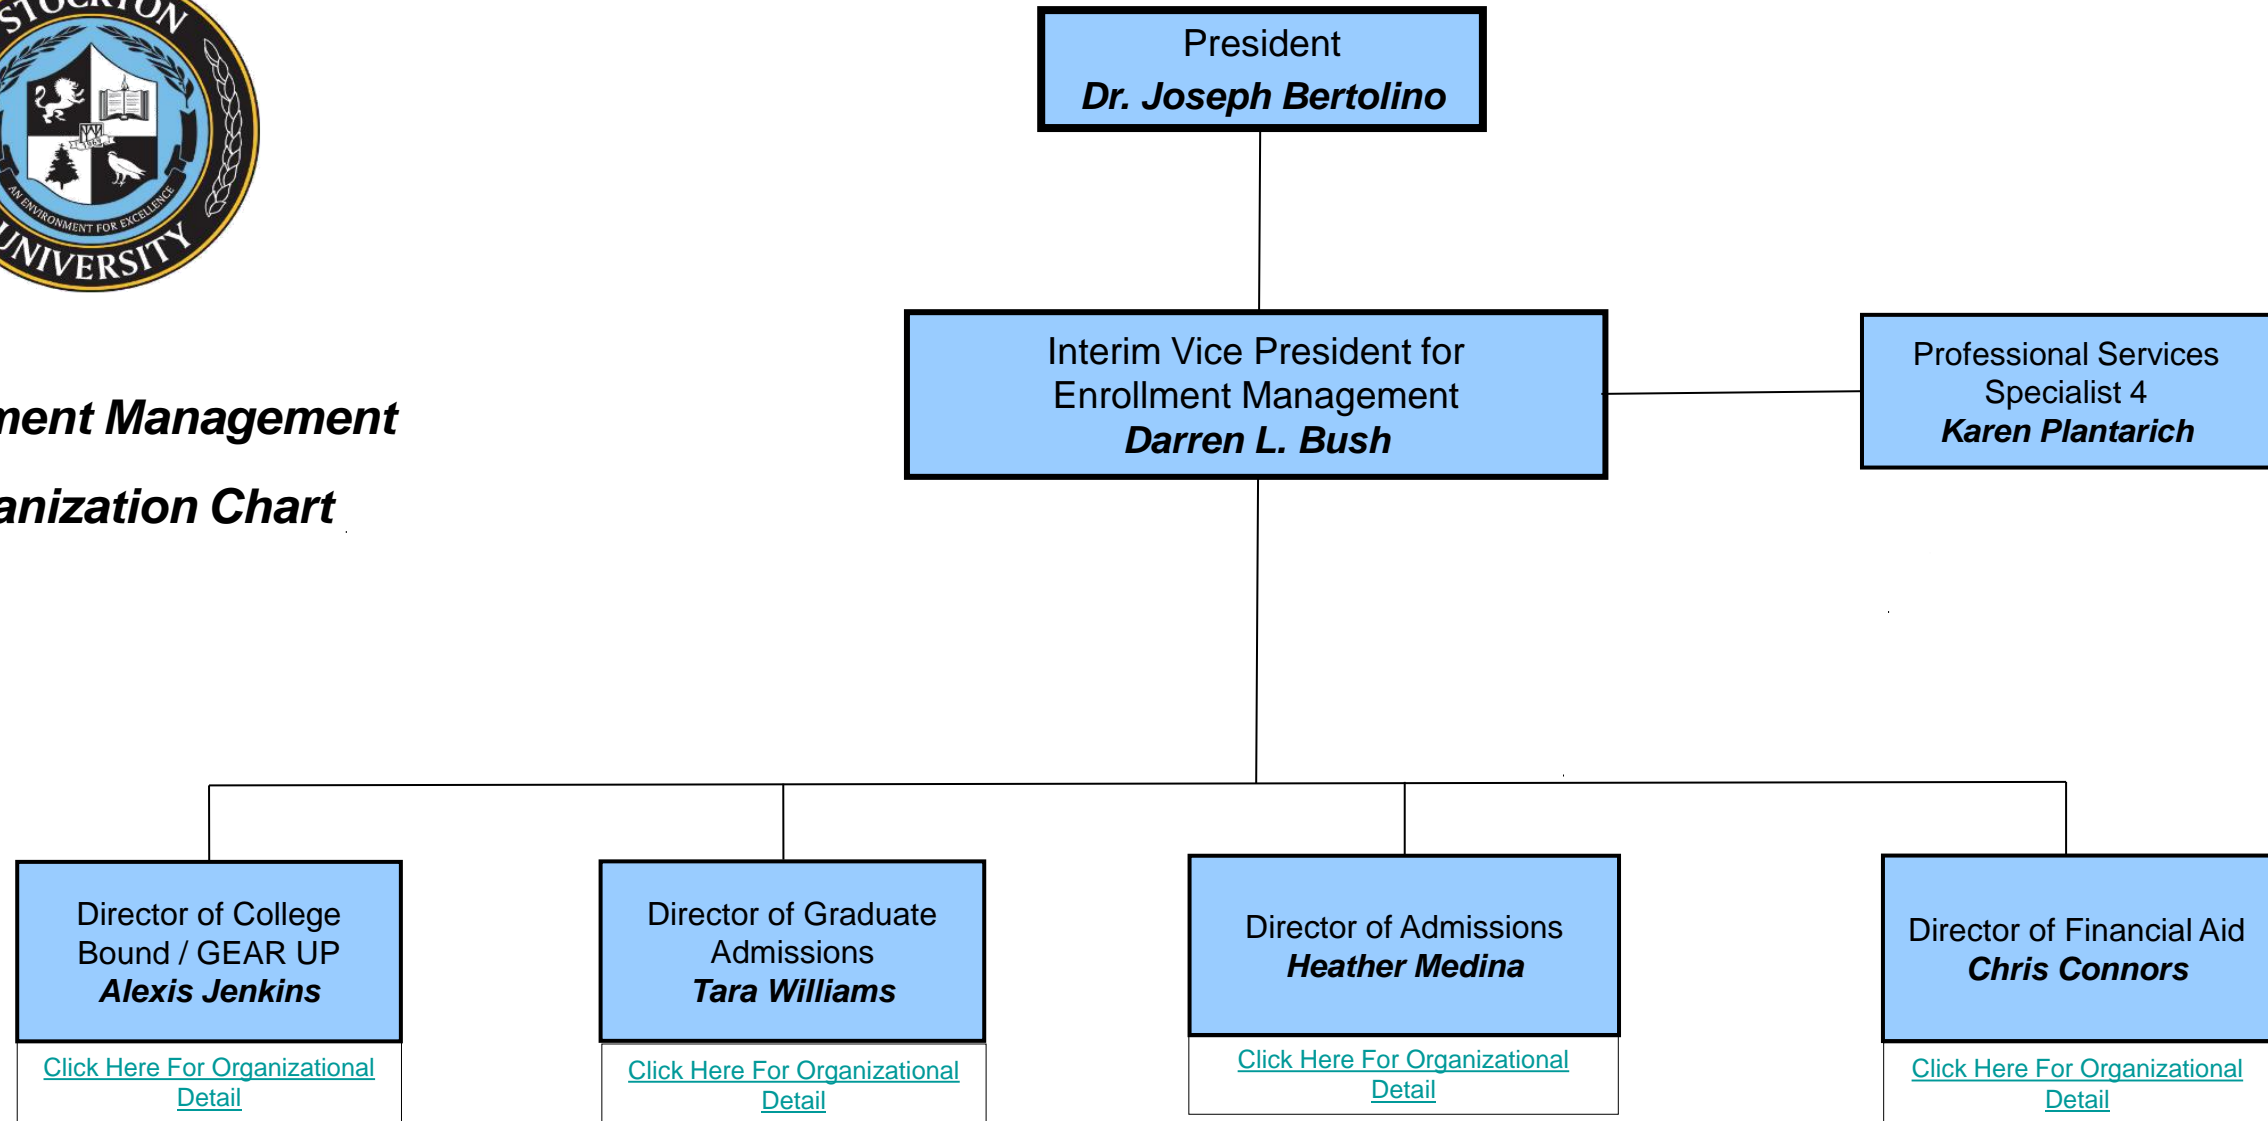 STOCKTON
AN ENVIRONMENT FOR EXCELLENCE
UNIVERSITY
President
Dr. Joseph Bertolino
Interim Vice President for
Enrollment Management
Darren L. Bush
Professional Services
Specialist 4
Karen Plantarich
ment Management
anization Chart
Director of College
Bound / GEAR UP
Alexis Jenkins
Click Here For Organizational
Detail
Director of Graduate
Admissions
Tara Williams
Click Here For Organizational
Detail
Director of Admissions
Heather Medina
Click Here For Organizational
Detail
Director of Financial Aid
Chris Connors
Click Here For Organizational
Detail